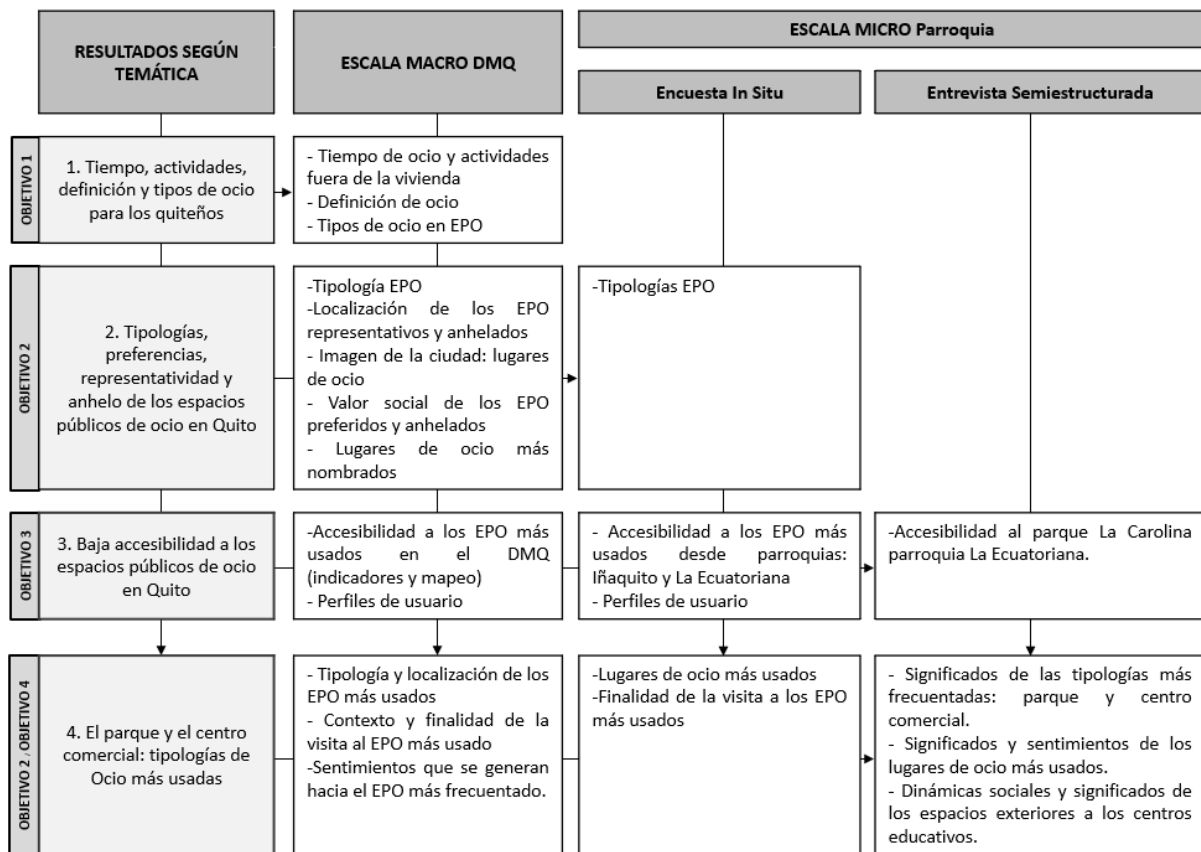 RESULTADOS SEGÚN
TEMÁTICA
ESCALA MACRO DMQ
ESCALA MICRO Parroquia
Encuesta In Situ
Entrevista Semiestructurada
OBJETIVO 1
1. Tiempo, actividades,
definición y tipos de ocio
para los quiteños
- Tiempo de ocio y actividades
fuera de la vivienda
- Definición de ocio
- Tipos de ocio en EPO
OBJETIVO 2
2. Tipologías,
preferencias,
representatividad y
anhelo de los espacios
públicos de ocio en Quito
-Tipología EPO
-Localización de los EPO
representativos y anhelados
- Imagen de la ciudad: lugares
de ocio
- Valor social de los EPO
preferidos y anhelados
- Lugares de ocio más
nombrados
-Tipologías EPO
OBJETIVO 3
3. Baja accesibilidad a los
espacios públicos de ocio
en Quito
-Accesibilidad a los EPO más
usados en el DMQ
(indicadores y mapeo)
- Perfiles de usuario
- Accesibilidad a los EPO más
usados desde parroquias:
Iñaquito y La Ecuatoriana
- Perfiles de usuario
-Accesibilidad al parque La Carolina
parroquia La Ecuatoriana.
OBJETIVO 2 , OBJETIVO 4
4. El parque y el centro
comercial: tipologías de
Ocio más usadas
- Tipología y localización de los
EPO más usados
- Contexto y finalidad de la
visita al EPO más usado
-Sentimientos que se generan
hacia el EPO más frecuentado.
-Lugares de ocio más usados
-Finalidad de la visita a los EPO
más usados
- Significados de las tipologías más
frecuentadas: parque y centro
comercial.
- Significados y sentimientos de los
lugares de ocio más usados.
- Dinámicas sociales y significados de
los espacios exteriores a los centros
educativos.